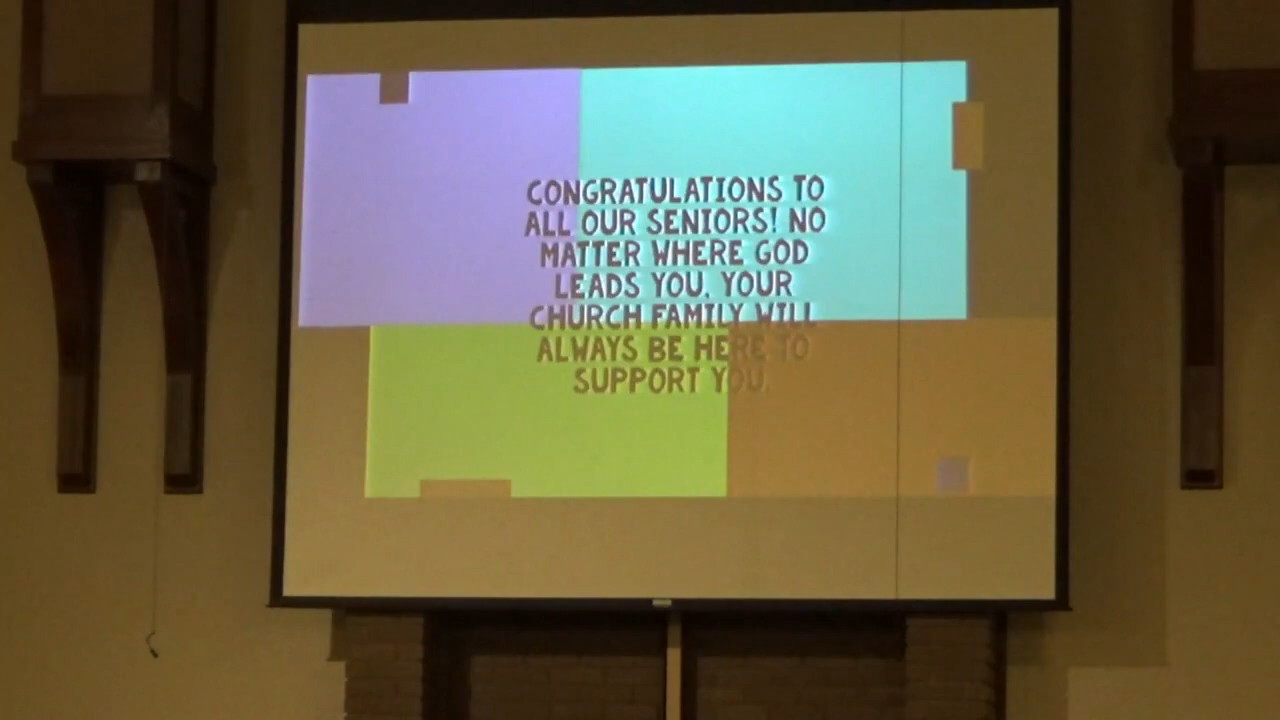 CONGRATULATIONS TO
ALL OUR SENIORS! NO
MATTER WHERE GOD
LEADS YOU, YOUR
CHURCH FAMILY WILL
ALWAYS BE HERE TO
SUPPORT YOU.